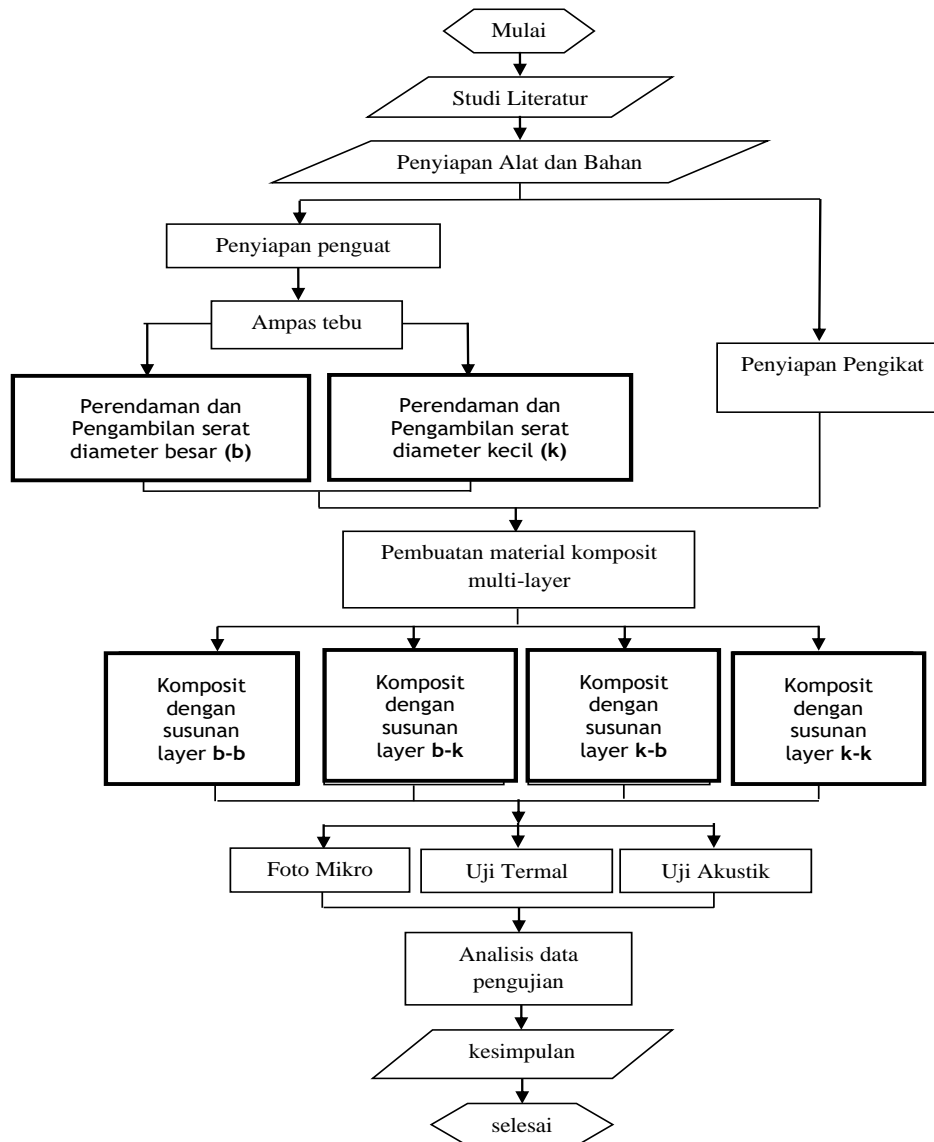 Mulai
Studi Literatur
Penyiapan Alat dan Bahan
Penyiapan penguat
Ampas tebu
Penyiapan Pengikat
Perendaman dan
Pengambilan serat
diameter besar (b)
Perendaman dan
Pengambilan serat
diameter kecil (k)
Pembuatan material komposit
multi-layer
Komposit
dengan
susunan
layer b-b
Komposit
dengan
susunan
layer b-k
Komposit
dengan
susunan
layer k-b
Komposit
dengan
susunan
layer k-k
Foto Mikro
Uji Termal
Uji Akustik
Analisis data
pengujian
kesimpulan
selesai